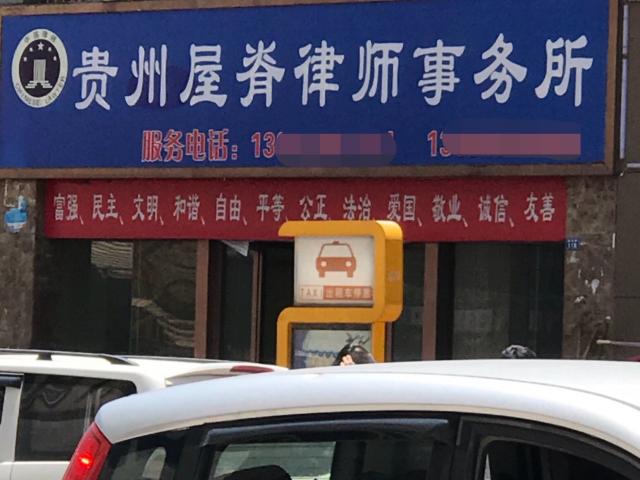 贵州屋脊律师事务所
服务电话：13 13
富强、民主、文明、和谐、自由、平等、公正、法治、爱国、敬业、诚信、友善
TAXI 出租车停靠